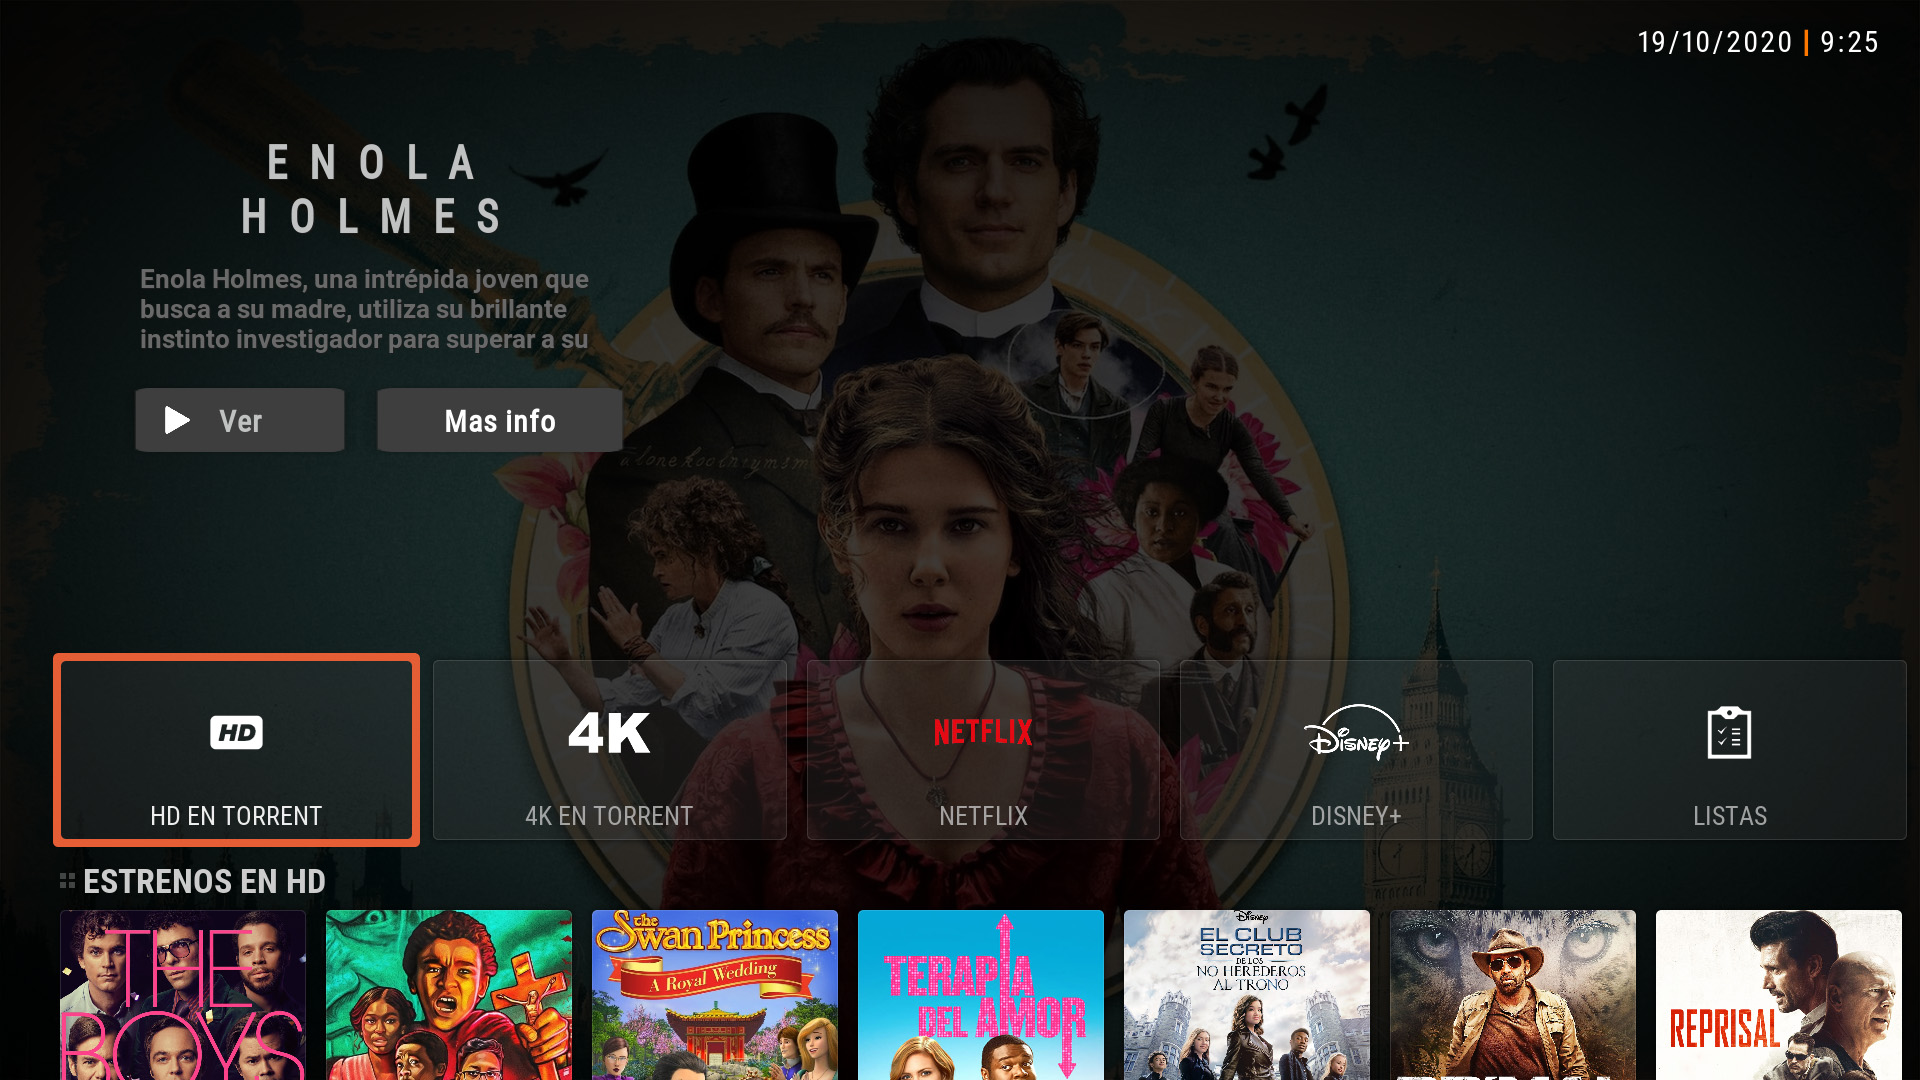 19/10/2020 | 9:25
ENOLA
HOLMES
Enola Holmes, una intrépida joven que
busca a su madre, utiliza su brillante
instinto investigador para superar a su
Ver
Mas info
HD
HD EN TORRENT
4K
4K EN TORRENT
NETFLIX
NETFLIX
Disney+
DISNEY+
LISTAS
ESTRENOS EN HD
THE
BOYS
the
Swan Princess
A Royal Wedding
TERAPIA
DEL AMOR
Disney
EL CLUB
SECRETO
DE LOS
NO HEREDEROS
AL TRONO
REPRISAL